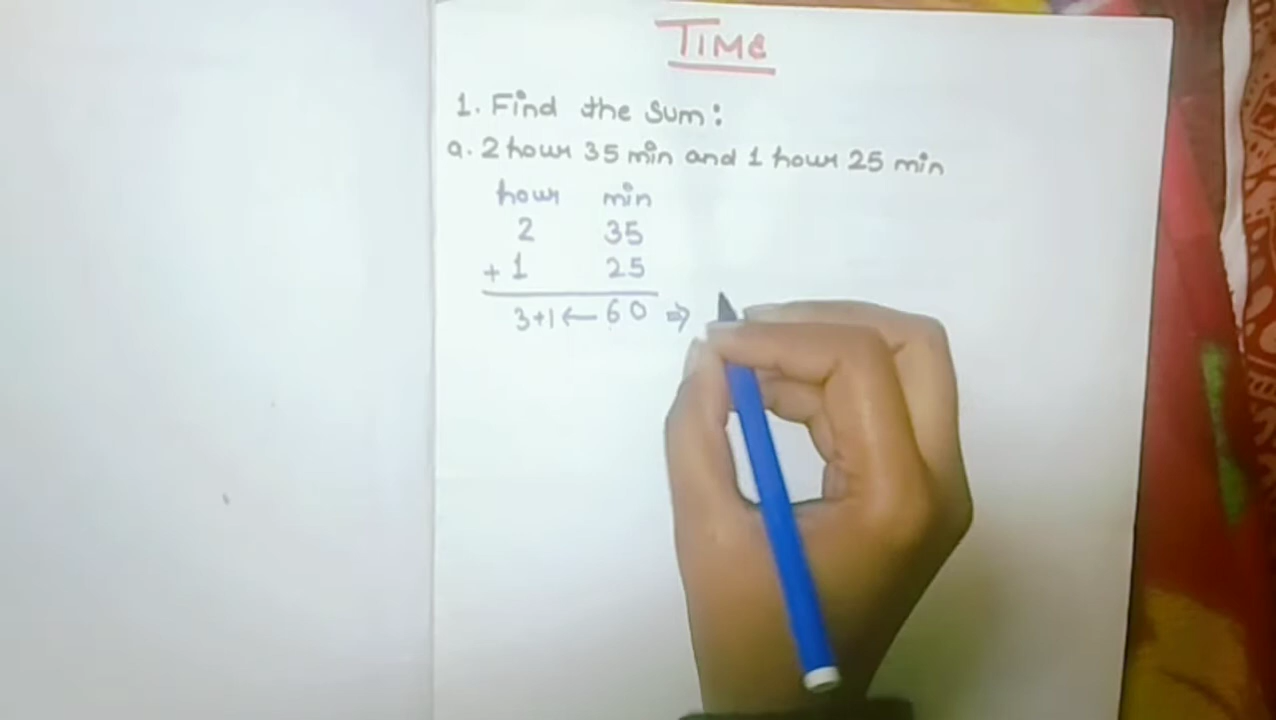 TIME
1. Find the Sum:
a. 2 hour 35 min and 1 hour 25 min
hour min
2 35
+ 1 25
3+1 ← 60 ⇒